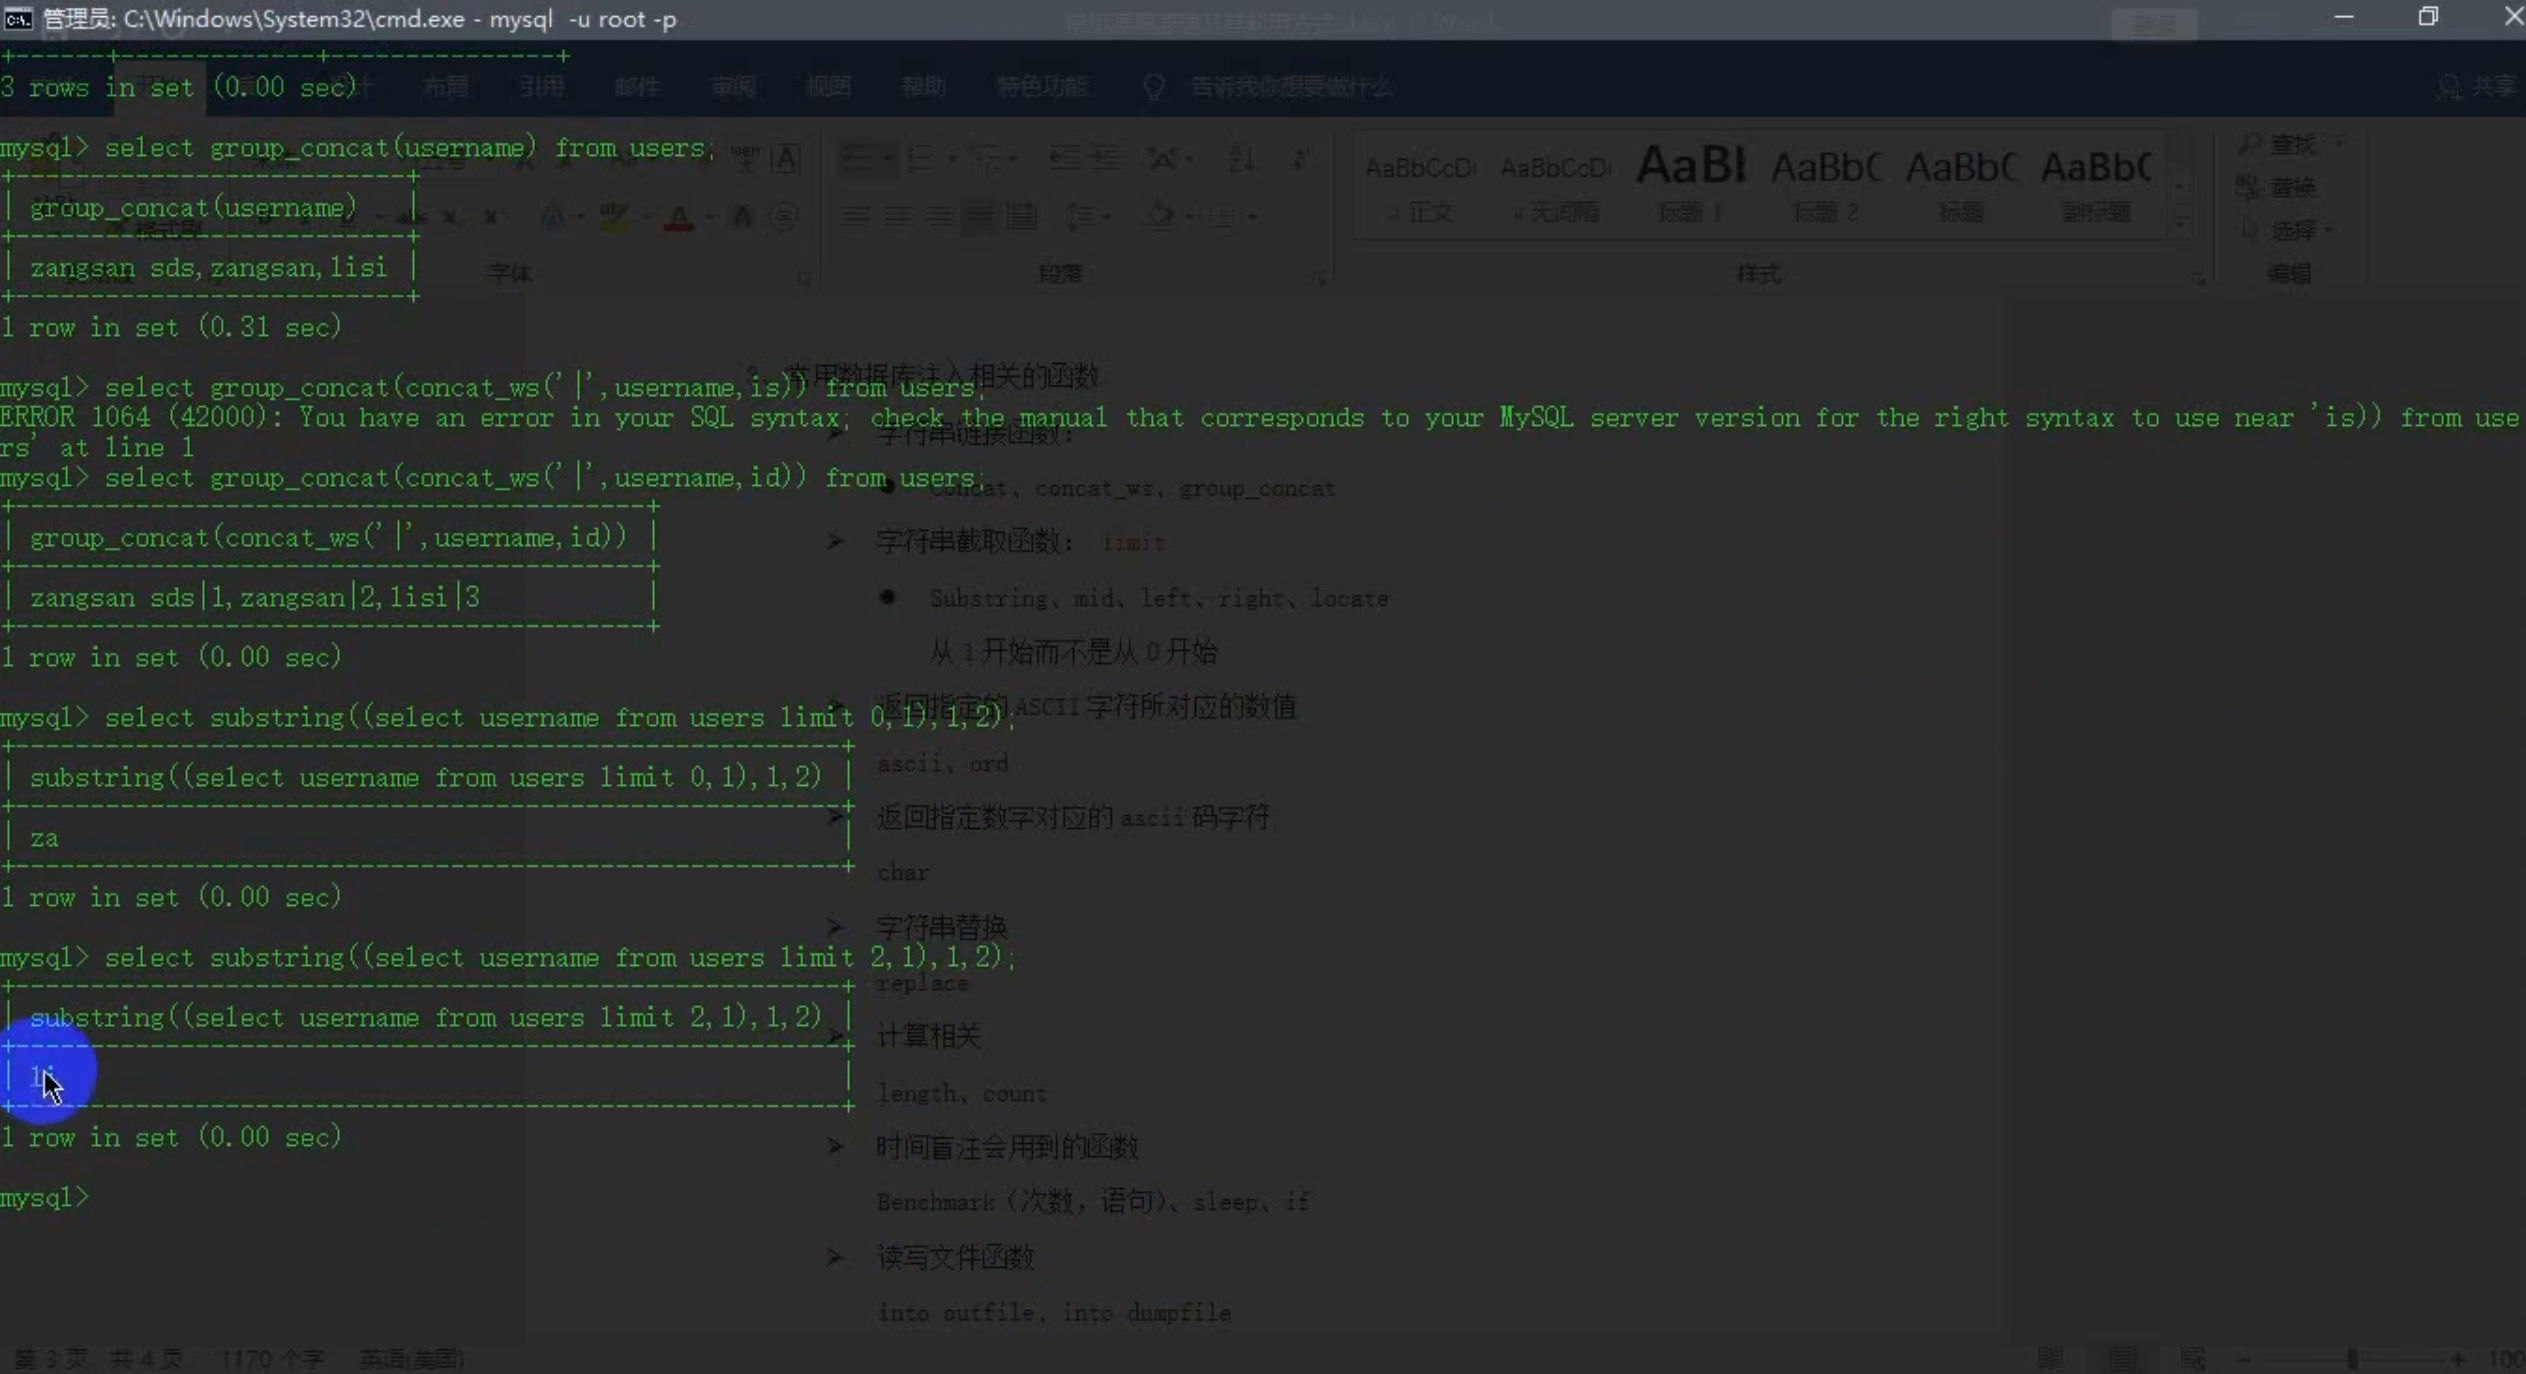 管理员: C:\Windows\System32\cmd.exe - mysql  -u root -p
3 rows in set (0.00 sec)
布局 引用 邮件 审阅 视图 帮助 特色功能 告诉我你想要做什么 共享
mysql> select group_concat(username) from users;
group_concat(username)
zangsan sds,zangsan,lisi
1 row in set (0.31 sec)
AaBbCcDi AaBbCcDi AaBl AaBbC AaBbC AaBbC
正文 无间隔 标题 1 标题 2 标题 副标题
查找
替换
选择
字体 段落 样式 编辑
mysql> select group_concat(concat_ws('|',username,is)) from users;
ERROR 1064 (42000): You have an error in your SQL syntax; check the manual that corresponds to your MySQL server version for the right syntax to use near 'is)) from use
rs' at line 1
mysql> select group_concat(concat_ws('|',username,id)) from users;
group_concat(concat_ws('|',username,id))
zangsan sds|1,zangsan|2,lisi|3
1 row in set (0.00 sec)
mysql> select substring((select username from users limit 0,1),1,2);
substring((select username from users limit 0,1),1,2)
za
1 row in set (0.00 sec)
mysql> select substring((select username from users limit 2,1),1,2);
substring((select username from users limit 2,1),1,2)
li
1 row in set (0.00 sec)
mysql>
常用数据库注入相关的函数
字符串链接函数:
Concat、concat_ws、group_concat
字符串截取函数: limit
Substring、mid、left、right、locate
从 1 开始而不是从 0 开始
返回指定的 ASCII 字符所对应的数值
ascii、ord
返回指定数字对应的 ascii 码字符
char
字符串替换
replace
计算相关
length、count
时间盲注会用到的函数
Benchmark（次数，语句）、sleep、if
读写文件函数
into outfile、into dumpfile
第 3 页 共 4 页 1170 个字 英语(美国)
100